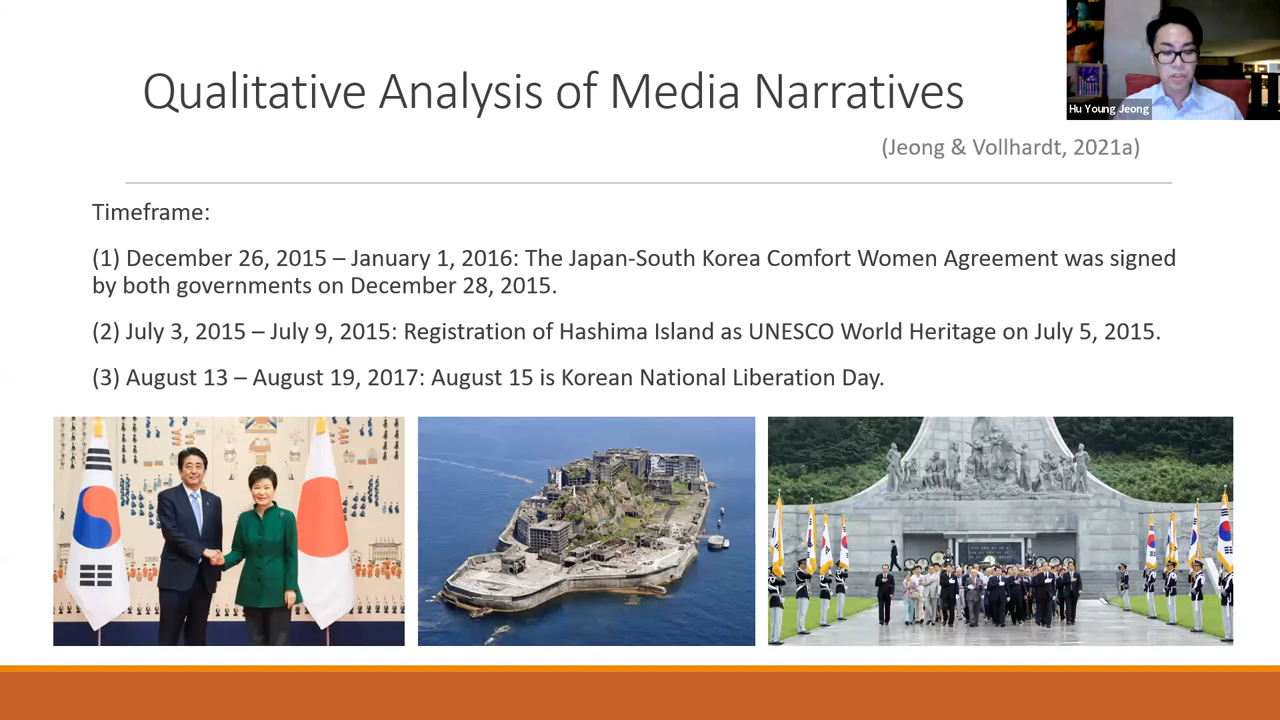 Qualitative Analysis of Media Narratives
Hu Young Jeong
(Jeong & Vollhardt, 2021a)
Timeframe:
(1) December 26, 2015 – January 1, 2016: The Japan-South Korea Comfort Women Agreement was signed
by both governments on December 28, 2015.
(2) July 3, 2015 – July 9, 2015: Registration of Hashima Island as UNESCO World Heritage on July 5, 2015.
(3) August 13 – August 19, 2017: August 15 is Korean National Liberation Day.